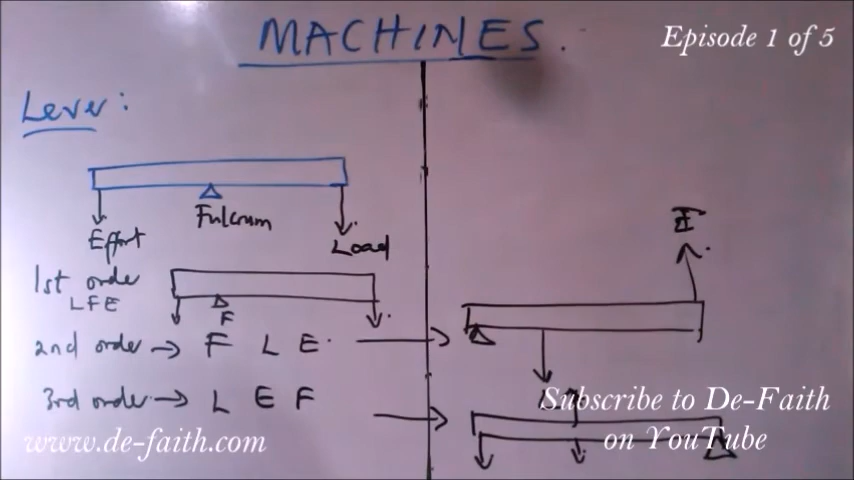 MACHINES.
Episode 1 of 5
Lever:
Fulcrum
Effort
Load
1st order
LFE
F
2nd order → F L E.
3rd order → L E F
E
Subscribe to De-Faith
on YouTube
www.de-faith.com